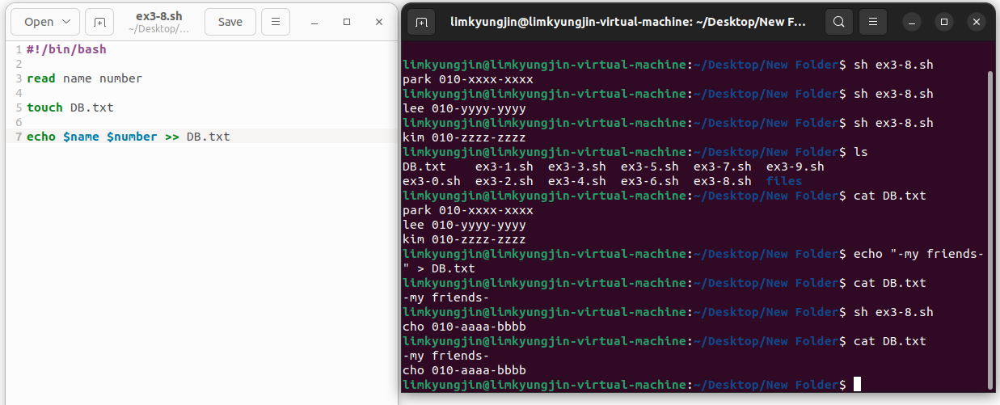 Open
ex3-8.sh
~/Desktop/...
Save
1 #!/bin/bash
2
3 read name number
4
5 touch DB.txt
6
7 echo $name $number >> DB.txt
limkyungjin@limkyungjin-virtual-machine: ~/Desktop/New F...
limkyungjin@limkyungjin-virtual-machine:~/Desktop/New Folder$ sh ex3-8.sh
park 010-xxxx-xxxx
limkyungjin@limkyungjin-virtual-machine:~/Desktop/New Folder$ sh ex3-8.sh
lee 010-yyyy-yyyy
limkyungjin@limkyungjin-virtual-machine:~/Desktop/New Folder$ sh ex3-8.sh
kim 010-zzzz-zzzz
limkyungjin@limkyungjin-virtual-machine:~/Desktop/New Folder$ ls
DB.txt    ex3-1.sh  ex3-3.sh  ex3-5.sh  ex3-7.sh  ex3-9.sh
ex3-0.sh  ex3-2.sh  ex3-4.sh  ex3-6.sh  ex3-8.sh  files
limkyungjin@limkyungjin-virtual-machine:~/Desktop/New Folder$ cat DB.txt
park 010-xxxx-xxxx
lee 010-yyyy-yyyy
kim 010-zzzz-zzzz
limkyungjin@limkyungjin-virtual-machine:~/Desktop/New Folder$ echo "-my friends-
" > DB.txt
limkyungjin@limkyungjin-virtual-machine:~/Desktop/New Folder$ cat DB.txt
-my friends-
limkyungjin@limkyungjin-virtual-machine:~/Desktop/New Folder$ sh ex3-8.sh
cho 010-aaaa-bbbb
limkyungjin@limkyungjin-virtual-machine:~/Desktop/New Folder$ cat DB.txt
-my friends-
cho 010-aaaa-bbbb
limkyungjin@limkyungjin-virtual-machine:~/Desktop/New Folder$